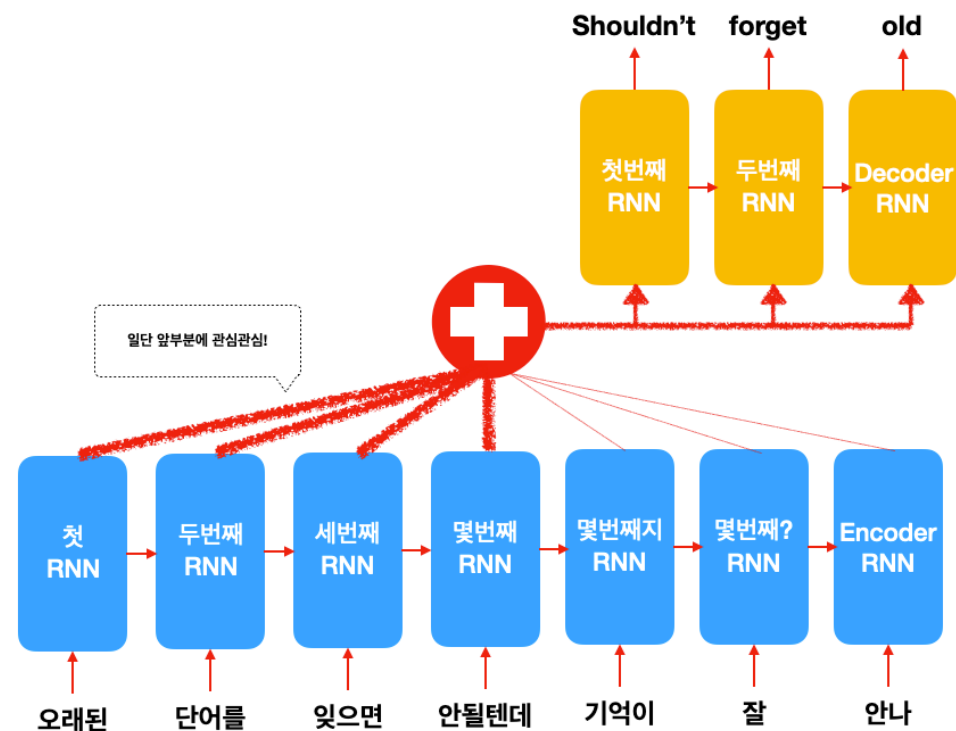 Shouldn't forget old
첫번째 두번째 Decoder
RNN RNN RNN
일단 앞부분에 관심관심!
첫 두번째 세번째 몇번째 몇번째지 몇번째? Encoder
RNN RNN RNN RNN RNN RNN RNN
오래된 단어를 잊으면 안될텐데 기억이 잘 안나